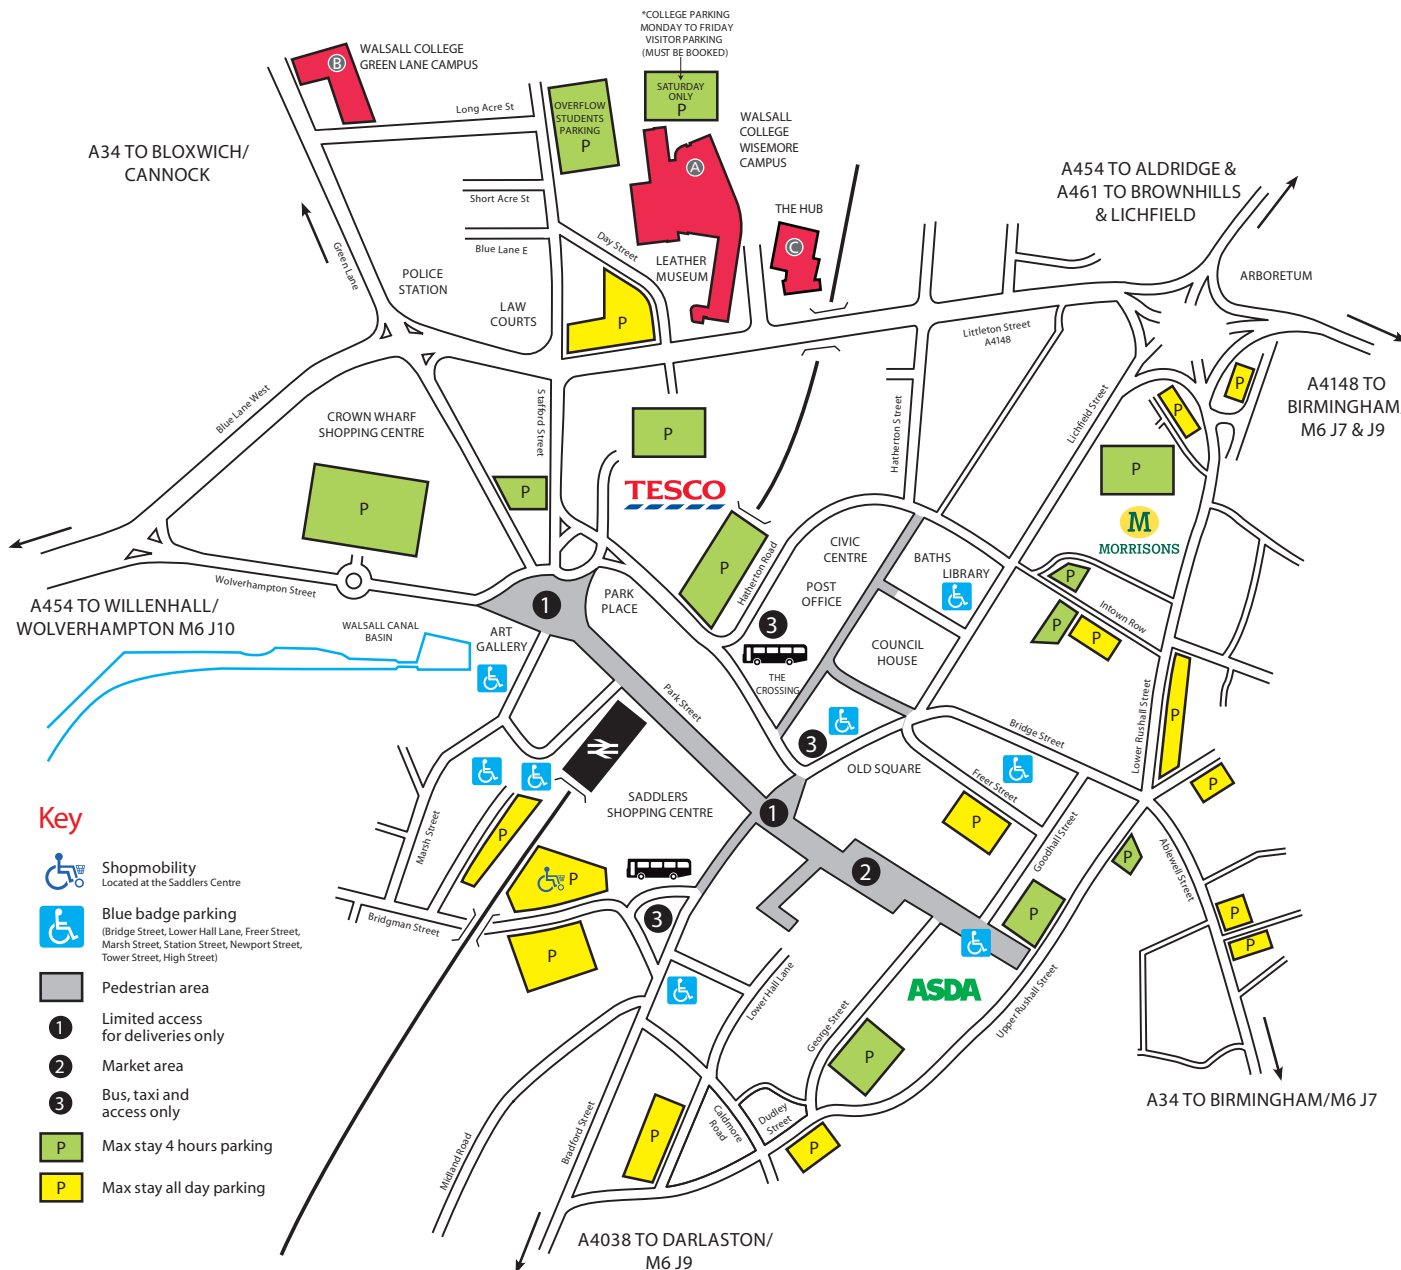 *COLLEGE PARKING
MONDAY TO FRIDAY
VISITOR PARKING
(MUST BE BOOKED)
SATURDAY
ONLY
P
WALSALL COLLEGE
GREEN LANE CAMPUS
B
Long Acre St
OVERFLOW
STUDENTS
PARKING
P
WALSALL
COLLEGE
WISEMORE
CAMPUS
A
A34 TO BLOXWICH/
CANNOCK
A454 TO ALDRIDGE &
A461 TO BROWNHILLS
& LICHFIELD
Short Acre St
THE HUB
C
Blue Lane E
Day Street
Green Lane
LEATHER
MUSEUM
POLICE
STATION
ARBORETUM
LAW
COURTS
P
Littleton Street
A4148
Blue Lane West
Stafford Street
CROWN WHARF
SHOPPING CENTRE
Hatherton Street
Lichfield Street
P
P
A4148 TO
BIRMINGHAM/
M6 J7 & J9
P
P
TESCO
P
P
M
MORRISONS
P
Hatherton Road
CIVIC
CENTRE
BATHS
LIBRARY
POST
OFFICE
Wolverhampton Street
A454 TO WILLENHALL/
WOLVERHAMPTON M6 J10
WALSALL CANAL
BASIN
1
PARK
PLACE
ART
GALLERY
3
P
P
P
Intown Row
COUNCIL
HOUSE
THE
CROSSING
Park Street
Lower Rushall Street
P
3
Bridge Street
OLD SQUARE
Freer Street
P
SADDLERS
SHOPPING CENTRE
1
P
Marsh Street
P
Goodhall Street
Ablewell Street
P
2
P
P
P
P
Bridgman Street
3
P
Lower Hall Lane
ASDA
George Street
Upper Rushall Street
P
Midland Road
Bradford Street
P
Caldmore
Road
Dudley
Street
P
A34 TO BIRMINGHAM/M6 J7
A4038 TO DARLASTON/
M6 J9
Key
Shopmobility
Located at the Saddlers Centre
Blue badge parking
(Bridge Street, Lower Hall Lane, Freer Street,
Marsh Street, Station Street, Newport Street,
Tower Street, High Street)
Pedestrian area
1
Limited access
for deliveries only
2
Market area
3
Bus, taxi and
access only
P
Max stay 4 hours parking
P
Max stay all day parking